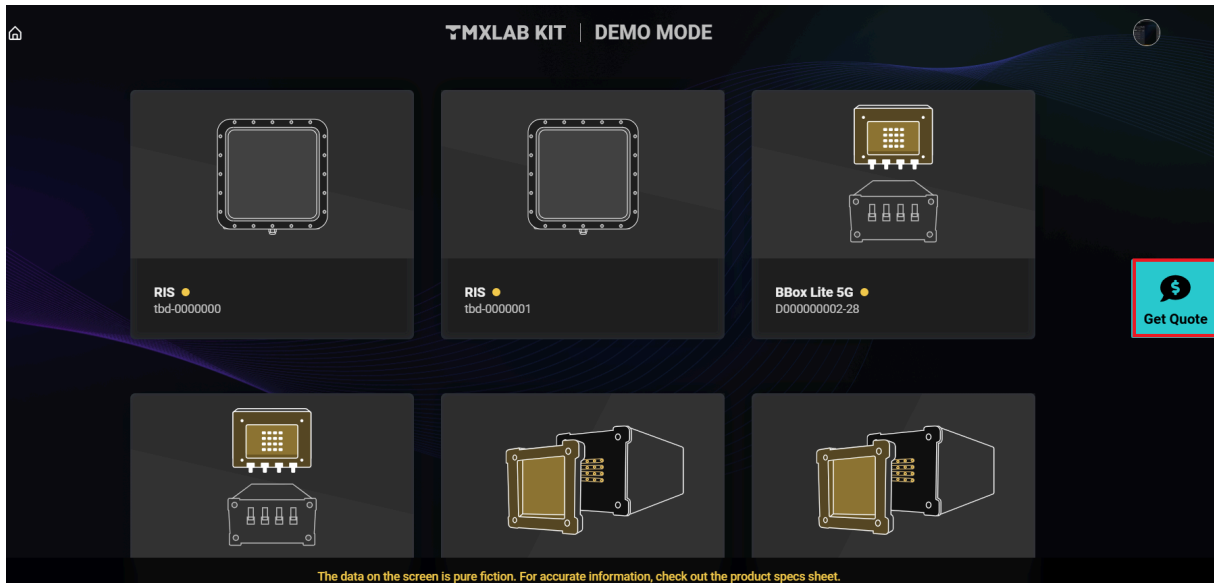 TMXLAB KIT | DEMO MODE
RIS
tbd-0000000
RIS
tbd-0000001
BBox Lite 5G
D000000002-28
$
Get Quote
The data on the screen is pure fiction. For accurate information, check out the product specs sheet.